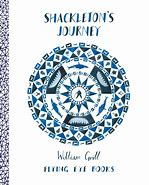 SHACKLETON'S
JOURNEY
William Grill
FLYING EYE BOOKS